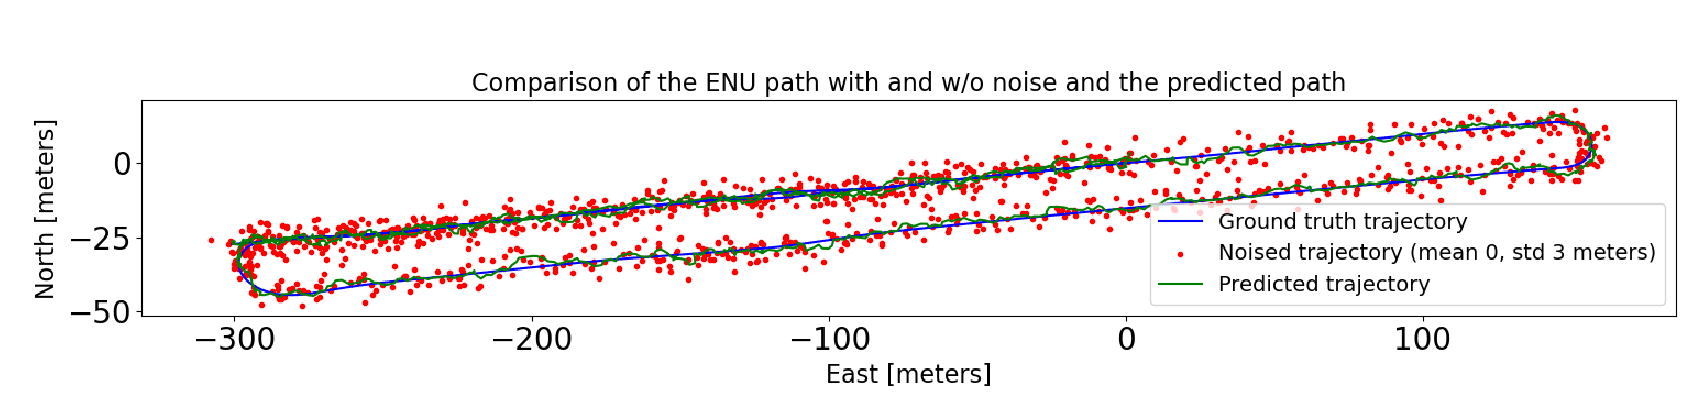 Comparison of the ENU path with and w/o noise and the predicted path
North [meters]
0
−25
−50
Ground truth trajectory
Noised trajectory (mean 0, std 3 meters)
Predicted trajectory
−300 −200 −100 0 100
East [meters]